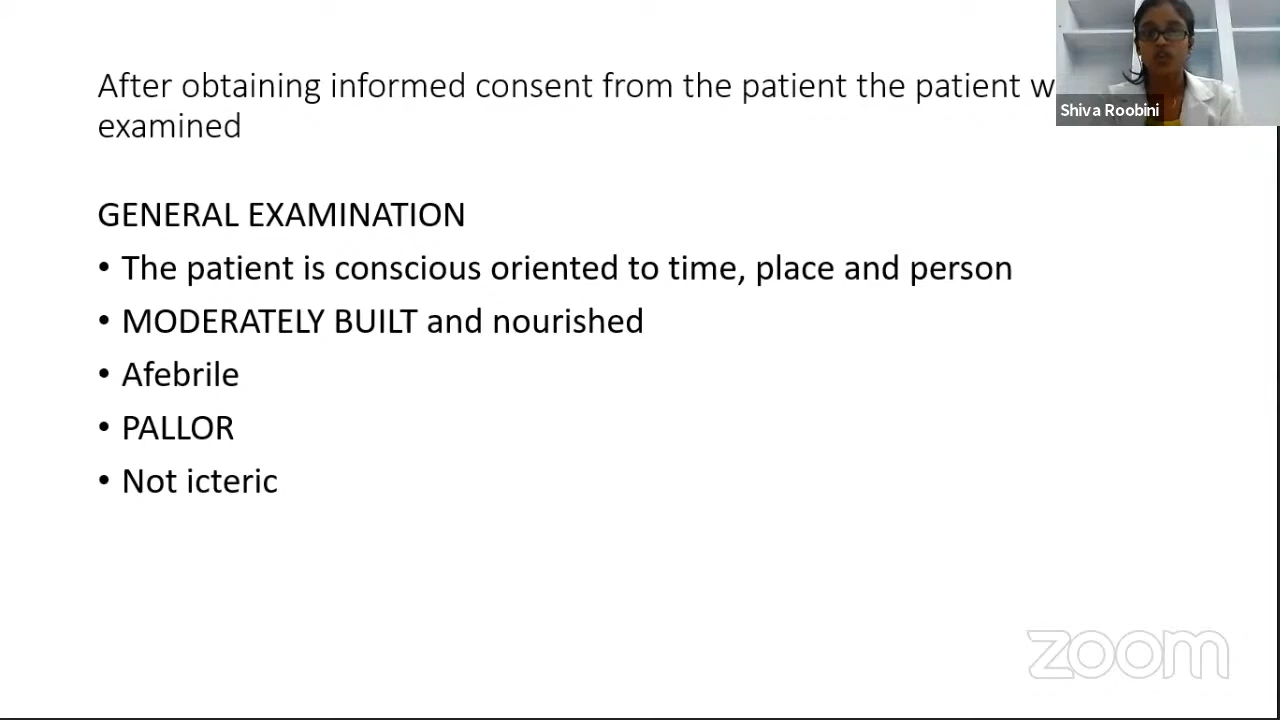 After obtaining informed consent from the patient the patient
examined
Shiva Roobini
GENERAL EXAMINATION
• The patient is conscious oriented to time, place and person
• MODERATELY BUILT and nourished
• Afebrile
• PALLOR
• Not icteric
zoom